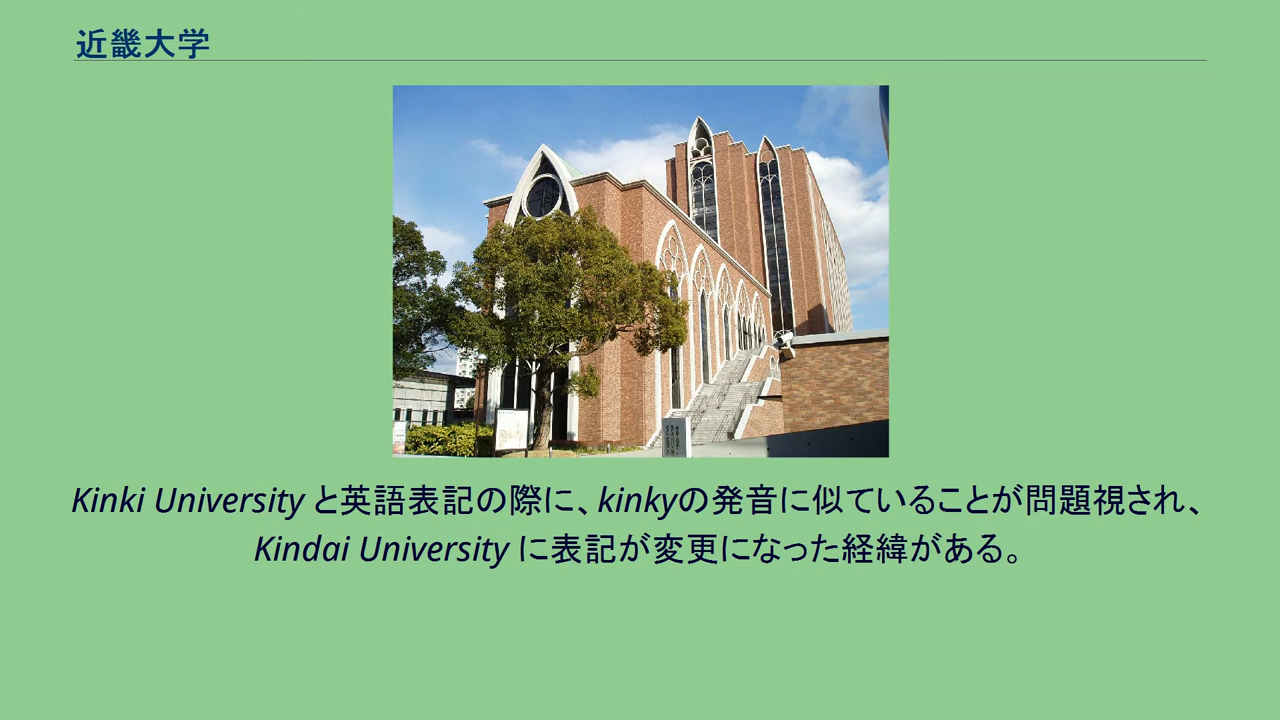 近畿大学
Kinki University と英語表記の際に、kinkyの発音に似ていることが問題視され、
Kindai University に表記が変更になった経緯がある。